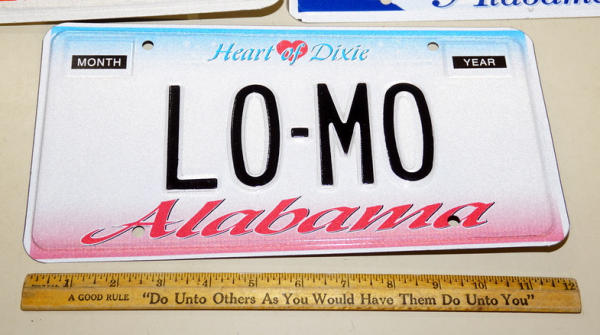 Alabama
Heart of Dixie
MONTH
YEAR
LO-MO
Alabama
1 2 3 4 5 6 7 8 9 10 11 12
A GOOD RULE "Do Unto Others As You Would Have Them Do Unto You"